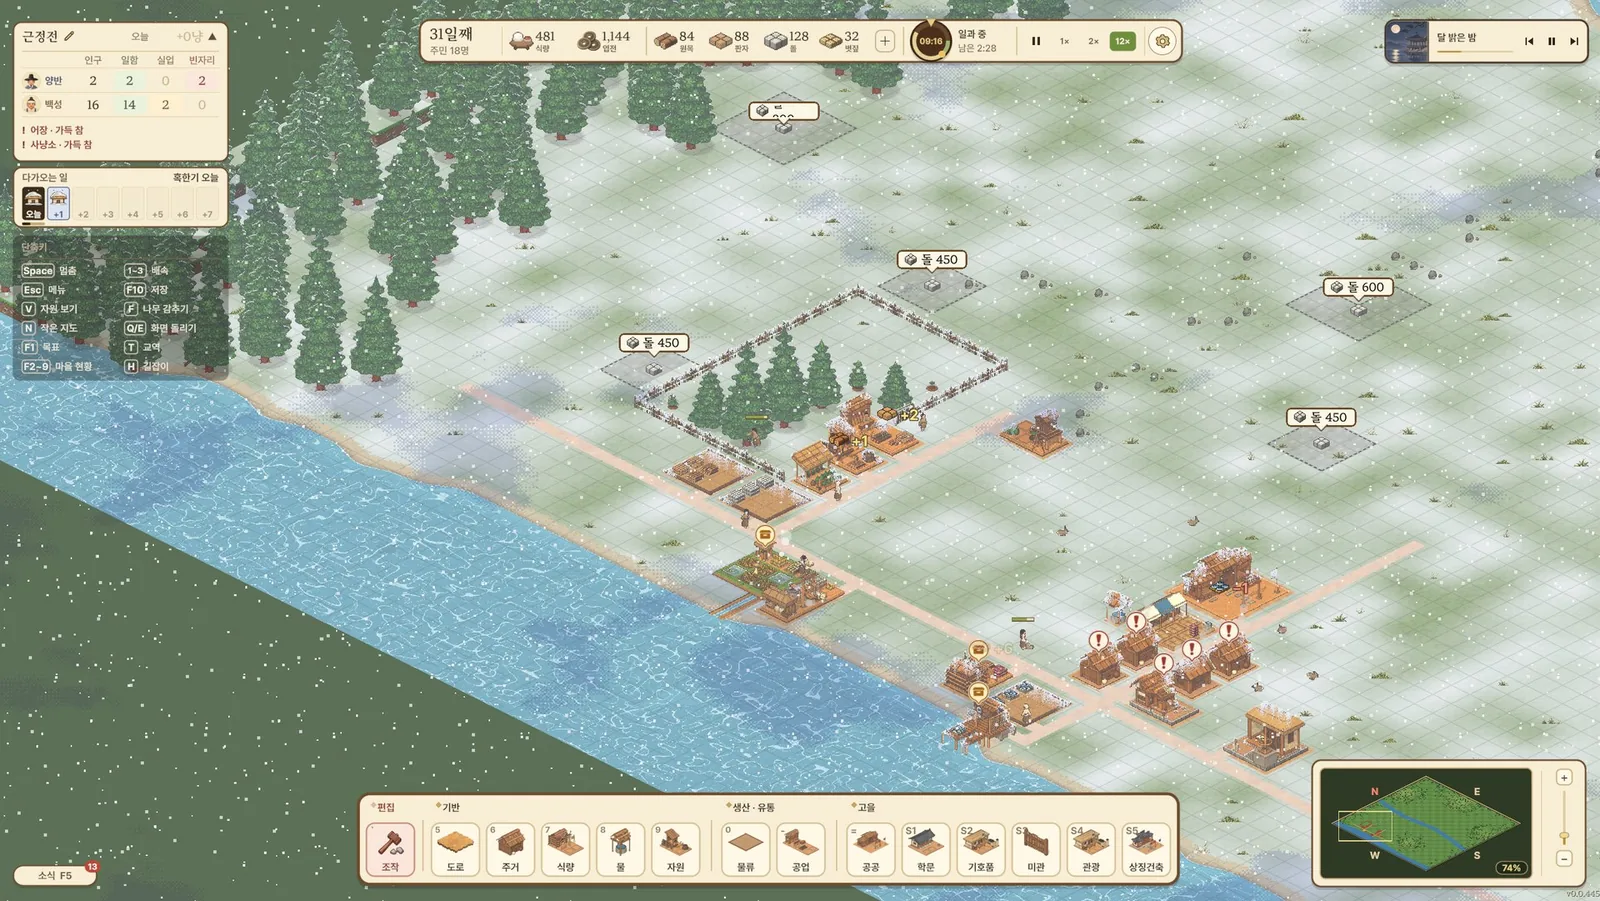 근정전
오늘
+0냥 ▲
인구 일함 실업 빈자리
양반 2 2 0 2
백성 16 14 2 0
! 어장 · 가득 참
! 사냥소 · 가득 참
다가오는 일
혹한기 오늘
오늘 +1 +2 +3 +4 +5 +6 +7
단축키
Space 멈춤
1~3 배속
Esc 메뉴
F10 저장
V 자원 보기
F 나무 감추기
N 작은 지도
Q/E 화면 돌리기
F1 목표
T 교역
F2~9 마을 현황
H 길잡이
31일째
주민 18명
481
식량
1,144
엽전
84
원목
88
판자
128
돌
32
볏짚
+
09:16
일과 중
남은 2:28
1×
2×
12×
달 밝은 밤
돌 450
돌 600
돌 450
돌 450
+2
+1
-1
편집
기반
생산 · 유통
고을
조작
5 도로
6 주거
7 식량
8 물
9 자원
0 물류
- 공업
= 공공
S1 학문
S2 기호품
S3 미관
S4 관광
S5 상징건축
소식 F5
13
N
E
W
S
74%
+
−
v0.0.445